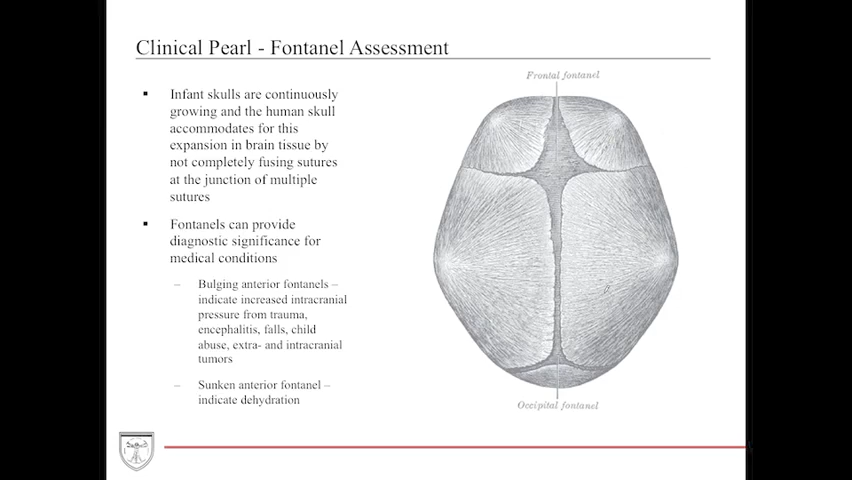 Clinical Pearl - Fontanel Assessment
▪ Infant skulls are continuously
growing and the human skull
accommodates for this
expansion in brain tissue by
not completely fusing sutures
at the junction of multiple
sutures
▪ Fontanels can provide
diagnostic significance for
medical conditions
– Bulging anterior fontanels –
indicate increased intracranial
pressure from trauma,
encephalitis, falls, child
abuse, extra- and intracranial
tumors
– Sunken anterior fontanel –
indicate dehydration
Frontal fontanel
Occipital fontanel